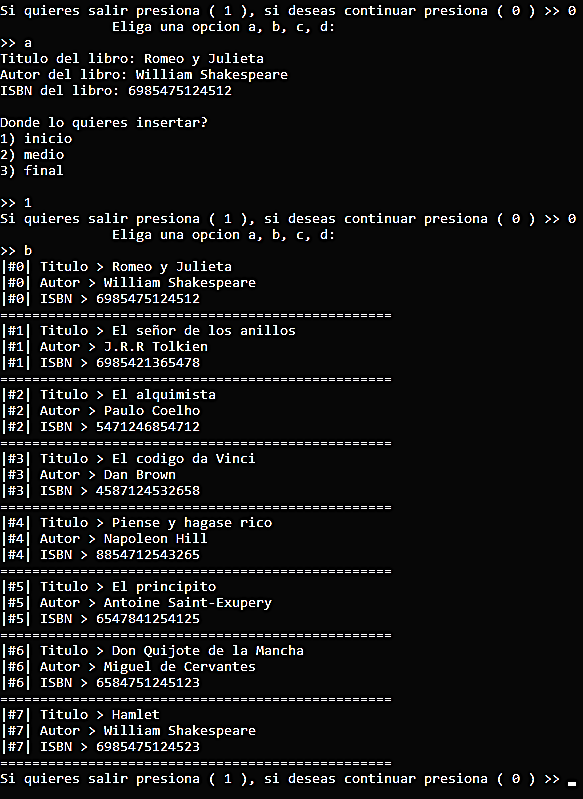 Si quieres salir presiona ( 1 ), si deseas continuar presiona ( 0 ) >> 0
Eliga una opcion a, b, c, d:
>> a
Titulo del libro: Romeo y Julieta
Autor del libro: William Shakespeare
ISBN del libro: 6985475124512
Donde lo quieres insertar?
1) inicio
2) medio
3) final
>> 1
Si quieres salir presiona ( 1 ), si deseas continuar presiona ( 0 ) >> 0
Eliga una opcion a, b, c, d:
>> b
|#0| Titulo > Romeo y Julieta
|#0| Autor > William Shakespeare
|#0| ISBN > 6985475124512
=================================================
|#1| Titulo > El señor de los anillos
|#1| Autor > J.R.R Tolkien
|#1| ISBN > 6985421365478
=================================================
|#2| Titulo > El alquimista
|#2| Autor > Paulo Coelho
|#2| ISBN > 5471246854712
=================================================
|#3| Titulo > El codigo da Vinci
|#3| Autor > Dan Brown
|#3| ISBN > 4587124532658
=================================================
|#4| Titulo > Piense y hagase rico
|#4| Autor > Napoleon Hill
|#4| ISBN > 8854712543265
=================================================
|#5| Titulo > El principito
|#5| Autor > Antoine Saint-Exupery
|#5| ISBN > 6547841254125
=================================================
|#6| Titulo > Don Quijote de la Mancha
|#6| Autor > Miguel de Cervantes
|#6| ISBN > 6584751245123
=================================================
|#7| Titulo > Hamlet
|#7| Autor > William Shakespeare
|#7| ISBN > 6985475124523
=================================================
Si quieres salir presiona ( 1 ), si deseas continuar presiona ( 0 ) >> _